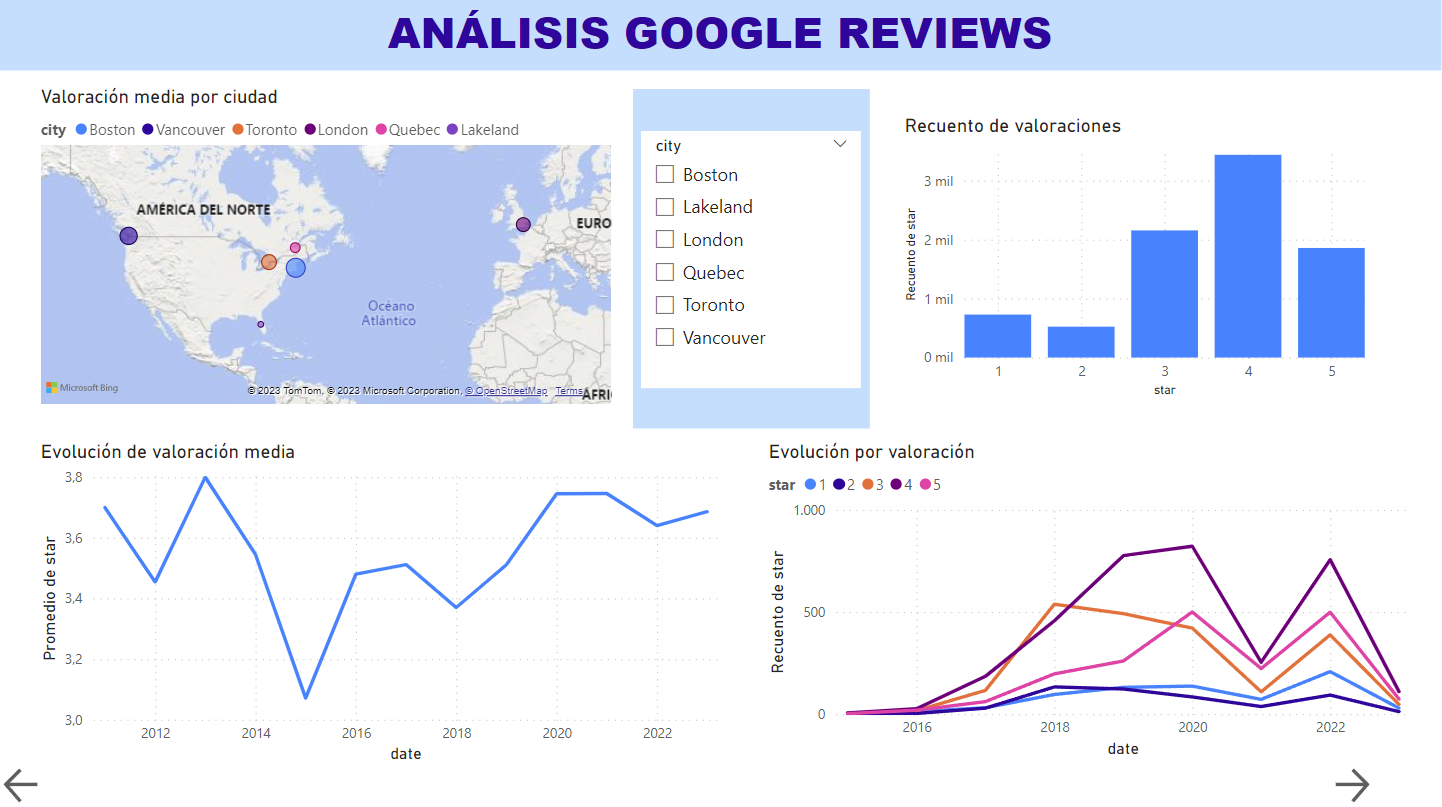 ANÁLISIS GOOGLE REVIEWS
Valoración media por ciudad
city Boston Vancouver Toronto London Quebec Lakeland
AMÉRICA DEL NORTE
EURO
Océano
Atlántico
AFRI
Microsoft Bing
© 2023 TomTom, © 2023 Microsoft Corporation, © OpenStreetMap Terms
city
Boston
Lakeland
London
Quebec
Toronto
Vancouver
Recuento de valoraciones
Recuento de star
3 mil
2 mil
1 mil
0 mil
1 2 3 4 5
star
Evolución de valoración media
Promedio de star
3,8
3,6
3,4
3,2
3,0
2012 2014 2016 2018 2020 2022
date
Evolución por valoración
star 1 2 3 4 5
Recuento de star
1.000
500
0
2016 2018 2020 2022
date